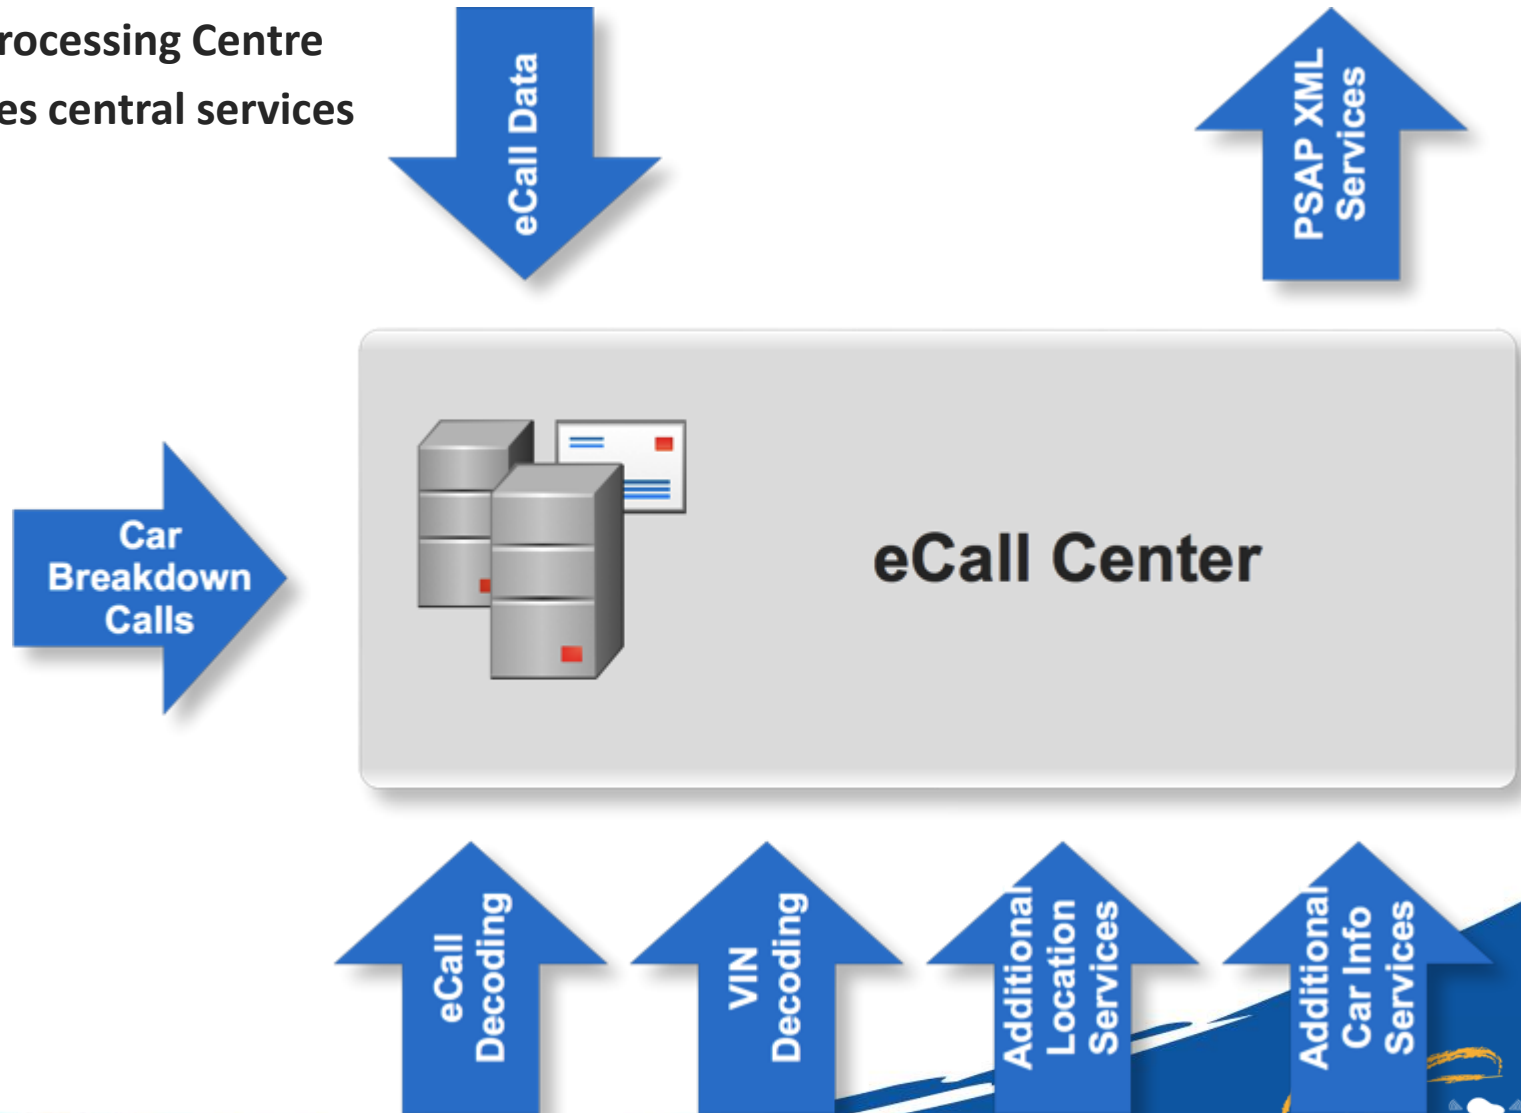 rocessing Centre
es central services
eCall Data
PSAP XML
Services
Car
Breakdown
Calls
eCall Center
eCall
Decoding
VIN
Decoding
Additional
Location
Services
Additional
Car Info
Services